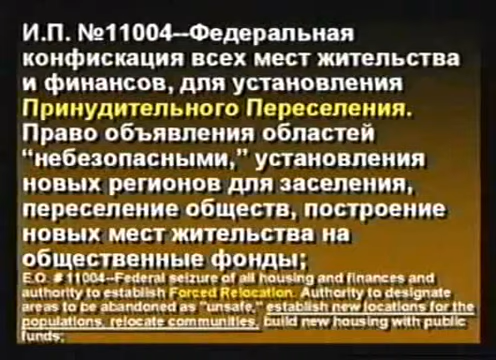 И.П. №11004--Федеральная
конфискация всех мест жительства
и финансов, для установления
Принудительного Переселения.
Право объявления областей
“небезопасными,” установления
новых регионов для заселения,
переселение обществ, построение
новых мест жительства на
общественные фонды;
E.O. # 11004--Federal seizure of all housing and finances and
authority to establish Forced Relocation. Authority to designate
areas to be abandoned as "unsafe," establish new locations for the
populations, relocate communities, build new housing with public
funds;